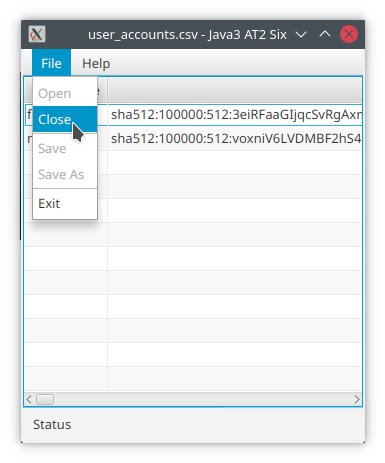 user_accounts.csv - Java3 AT2 Six
File Help
Open
Close
sha512:100000:512:3eiRFaaGIjqcSvRgAxr
sha512:100000:512:voxniV6LVDMBF2hS4
Save
Save As
Exit
Status